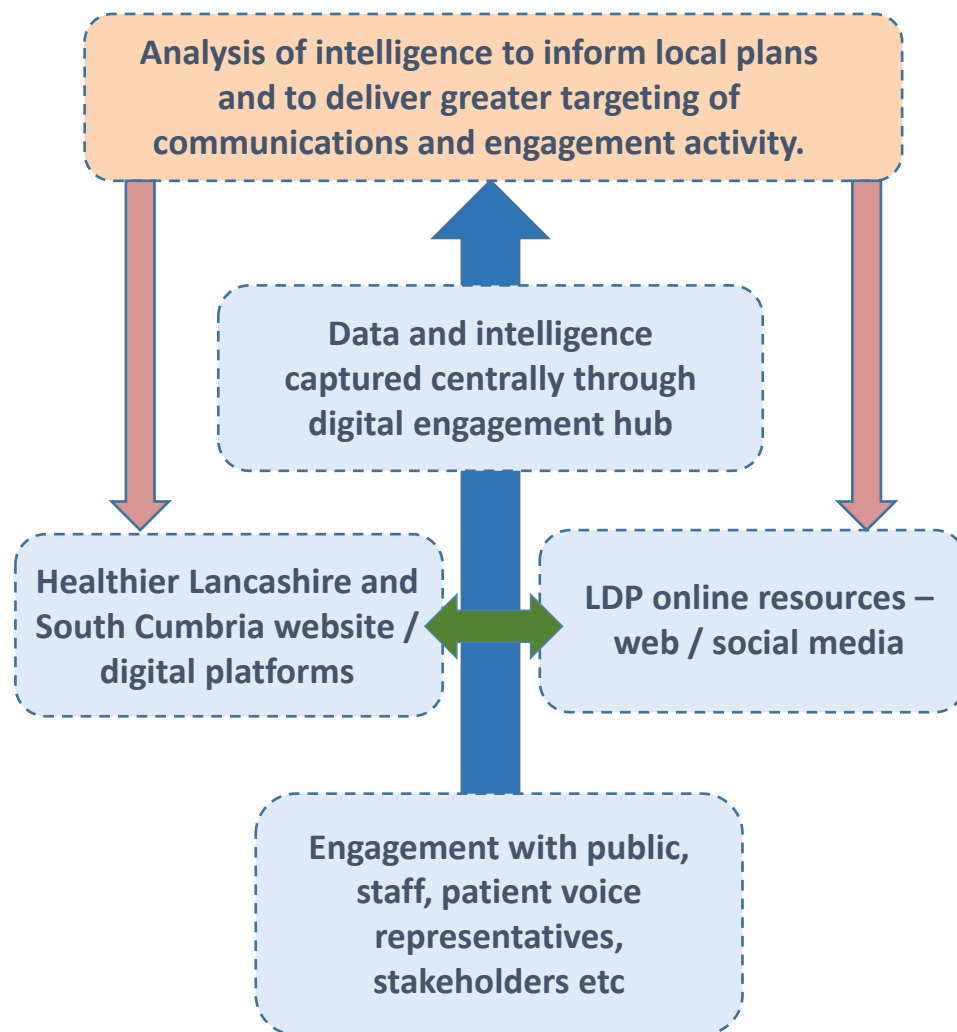 Analysis of intelligence to inform local plans
and to deliver greater targeting of
communications and engagement activity.
Data and intelligence
captured centrally through
digital engagement hub
Healthier Lancashire and
South Cumbria website /
digital platforms
LDP online resources –
web / social media
Engagement with public,
staff, patient voice
representatives,
stakeholders etc